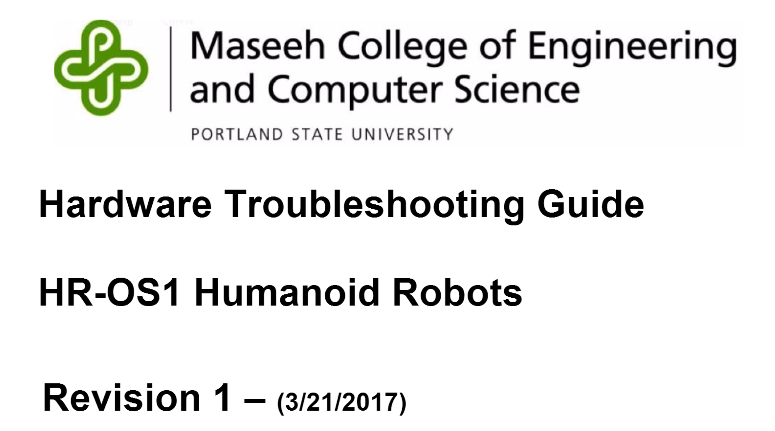 Maseeh College of Engineering
and Computer Science
PORTLAND STATE UNIVERSITY
Hardware Troubleshooting Guide
HR-OS1 Humanoid Robots
Revision 1 – (3/21/2017)